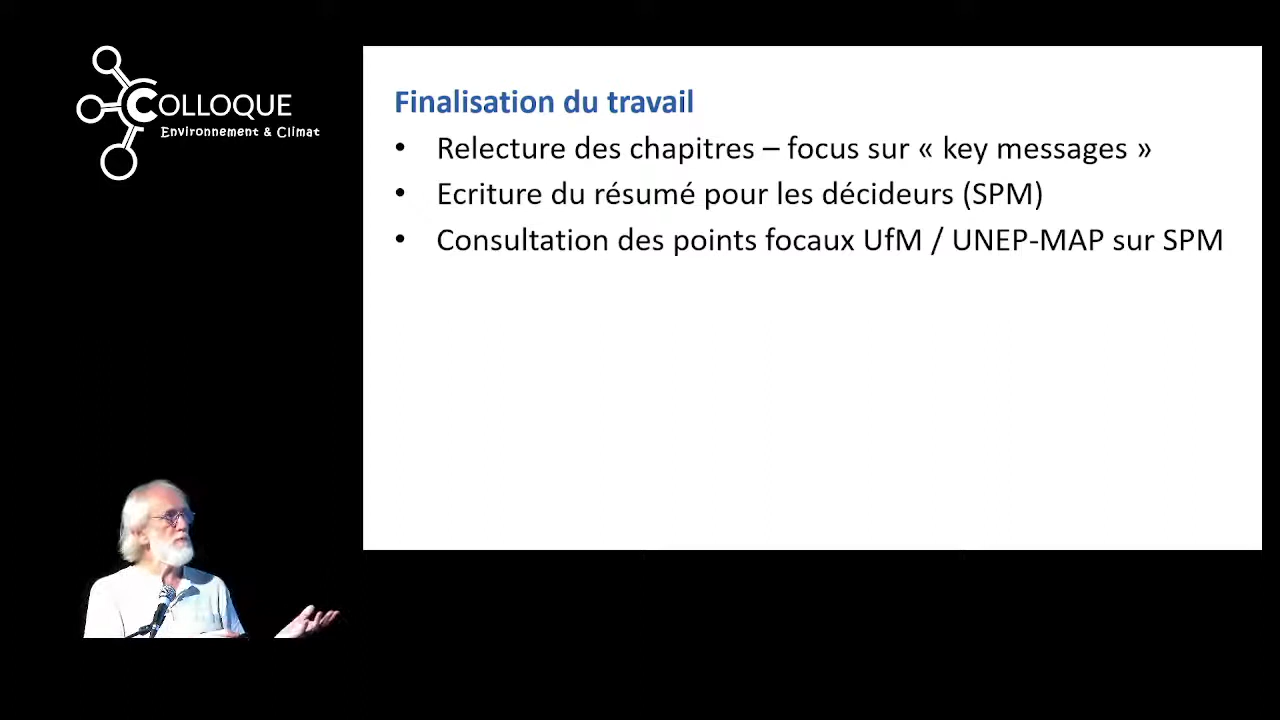 COLLOQUE
Environnement & Climat
Finalisation du travail
• Relecture des chapitres – focus sur « key messages »
• Ecriture du résumé pour les décideurs (SPM)
• Consultation des points focaux UfM / UNEP-MAP sur SPM